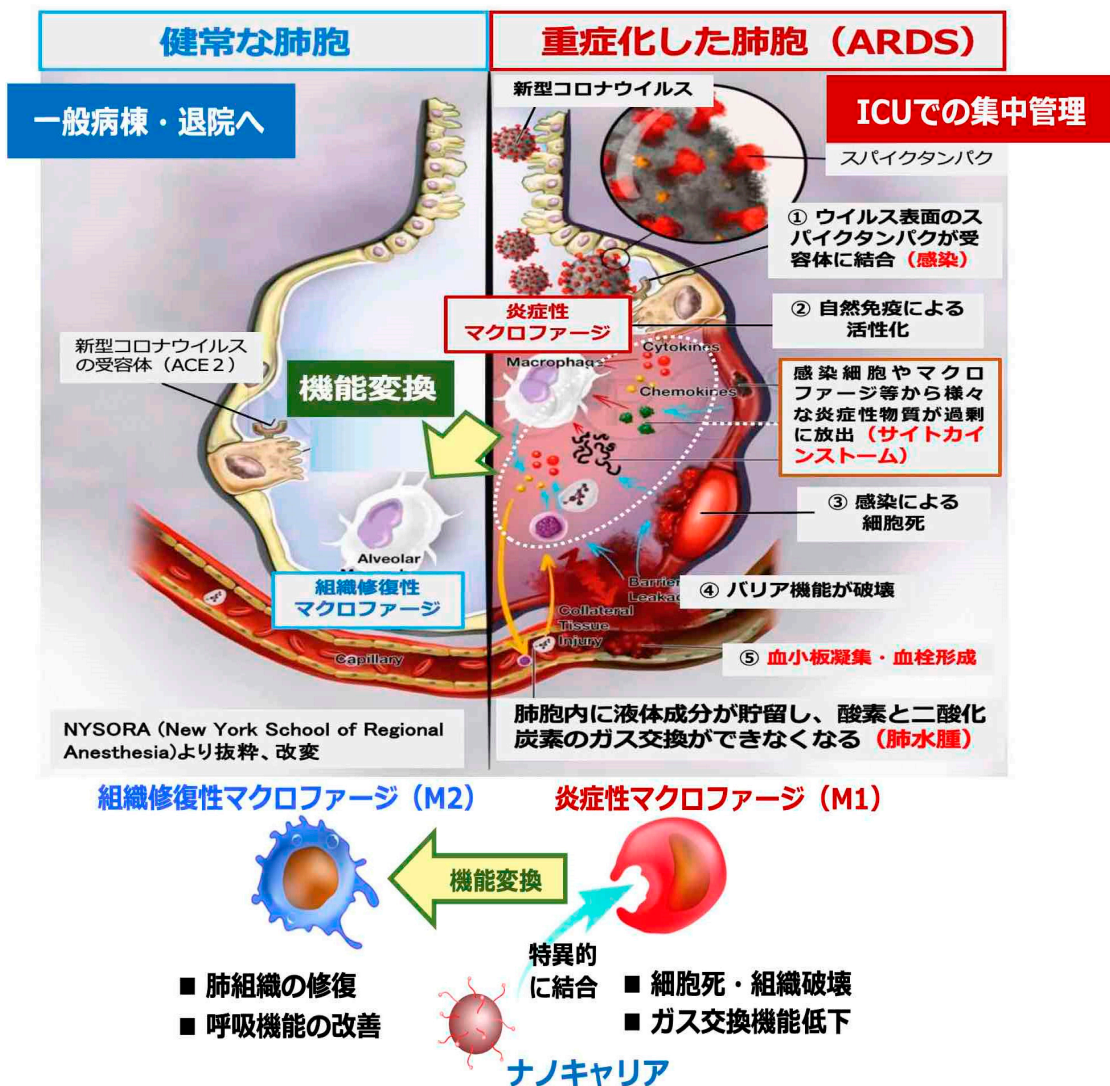 健常な肺胞
重症化した肺胞（ARDS）
一般病棟・退院へ
新型コロナウイルス
ICUでの集中管理
スパイクタンパク
① ウイルス表面のス
パイクタンパクが受
容体に結合（感染）
炎症性
マクロファージ
② 自然免疫による
活性化
新型コロナウイルス
の受容体（ACE２）
機能変換
Macrophags
Cytokines
Chemokines
感染細胞やマクロ
ファージ等から様々
な炎症性物質が過剰
に放出（サイトカイ
ンストーム）
③ 感染による
細胞死
Alveolar
組織修復性
マクロファージ
Barrier
Leakag
④ バリア機能が破壊
Collateral
Tissue
Injury
Capillary
⑤ 血小板凝集・血栓形成
NYSORA (New York School of Regional
Anesthesia)より抜粋、改変
肺胞内に液体成分が貯留し、酸素と二酸化
炭素のガス交換ができなくなる（肺水腫）
組織修復性マクロファージ（M2）
炎症性マクロファージ（M1）
機能変換
特異的
に結合
■ 肺組織の修復
■ 呼吸機能の改善
■ 細胞死・組織破壊
■ ガス交換機能低下
ナノキャリア